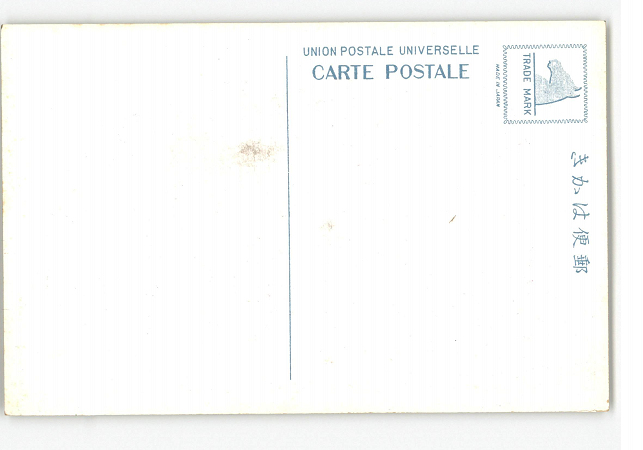 UNION POSTALE UNIVERSELLE
CARTE POSTALE
TRADE MARK
MADE IN JAPAN
郵便はかき